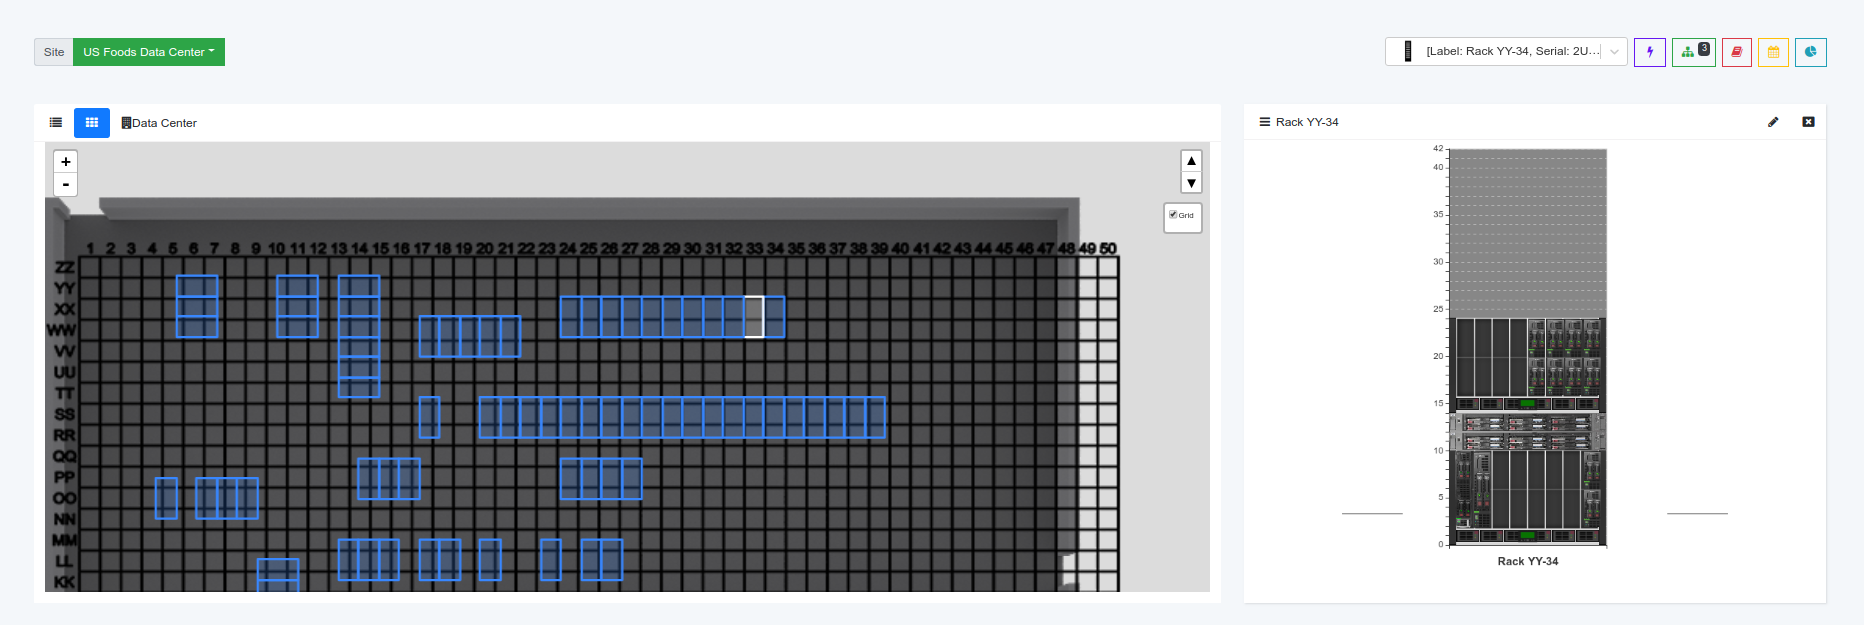 Site US Foods Data Center
[Label: Rack YY-34, Serial: 2U...
3
Data Center
Rack YY-34
+
-
Grid
1 2 3 4 5 6 7 8 9 10 11 12 13 14 15 16 17 18 19 20 21 22 23 24 25 26 27 28 29 30 31 32 33 34 35 36 37 38 39 40 41 42 43 44 45 46 47 48 49 50
ZZ
YY
XX
WW
VV
UU
TT
SS
RR
QQ
PP
OO
NN
MM
LL
KK
42
40
35
30
25
20
15
10
5
0
Rack YY-34